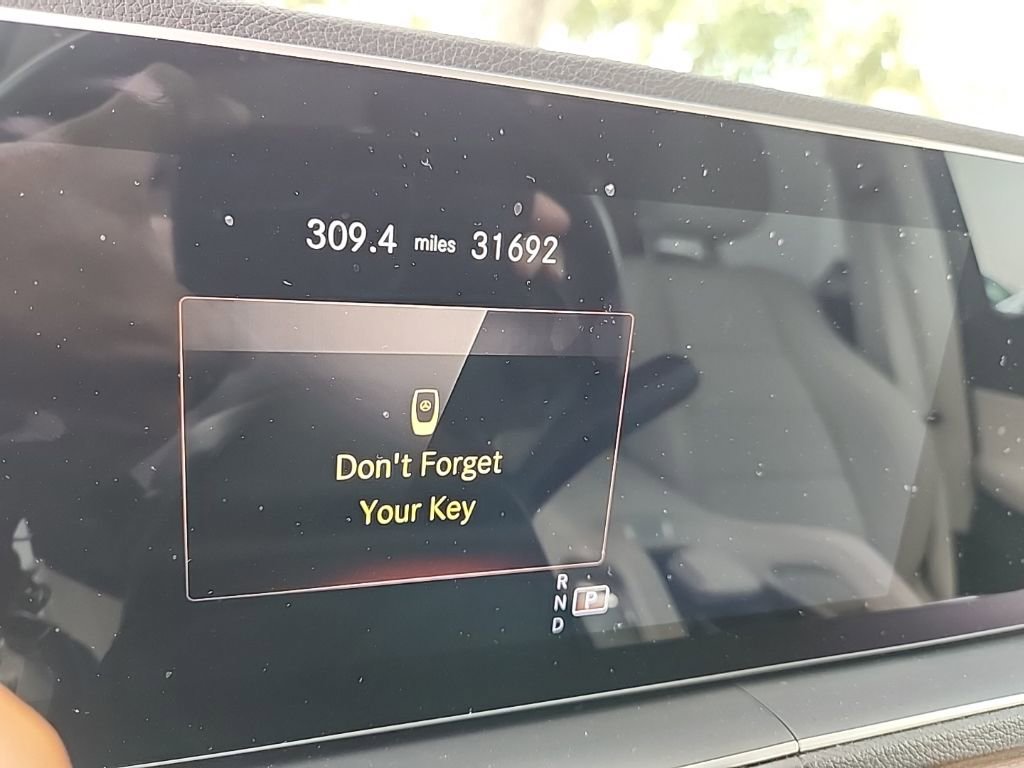 309.4 miles 31692
Don't Forget
Your Key
R
N P
D